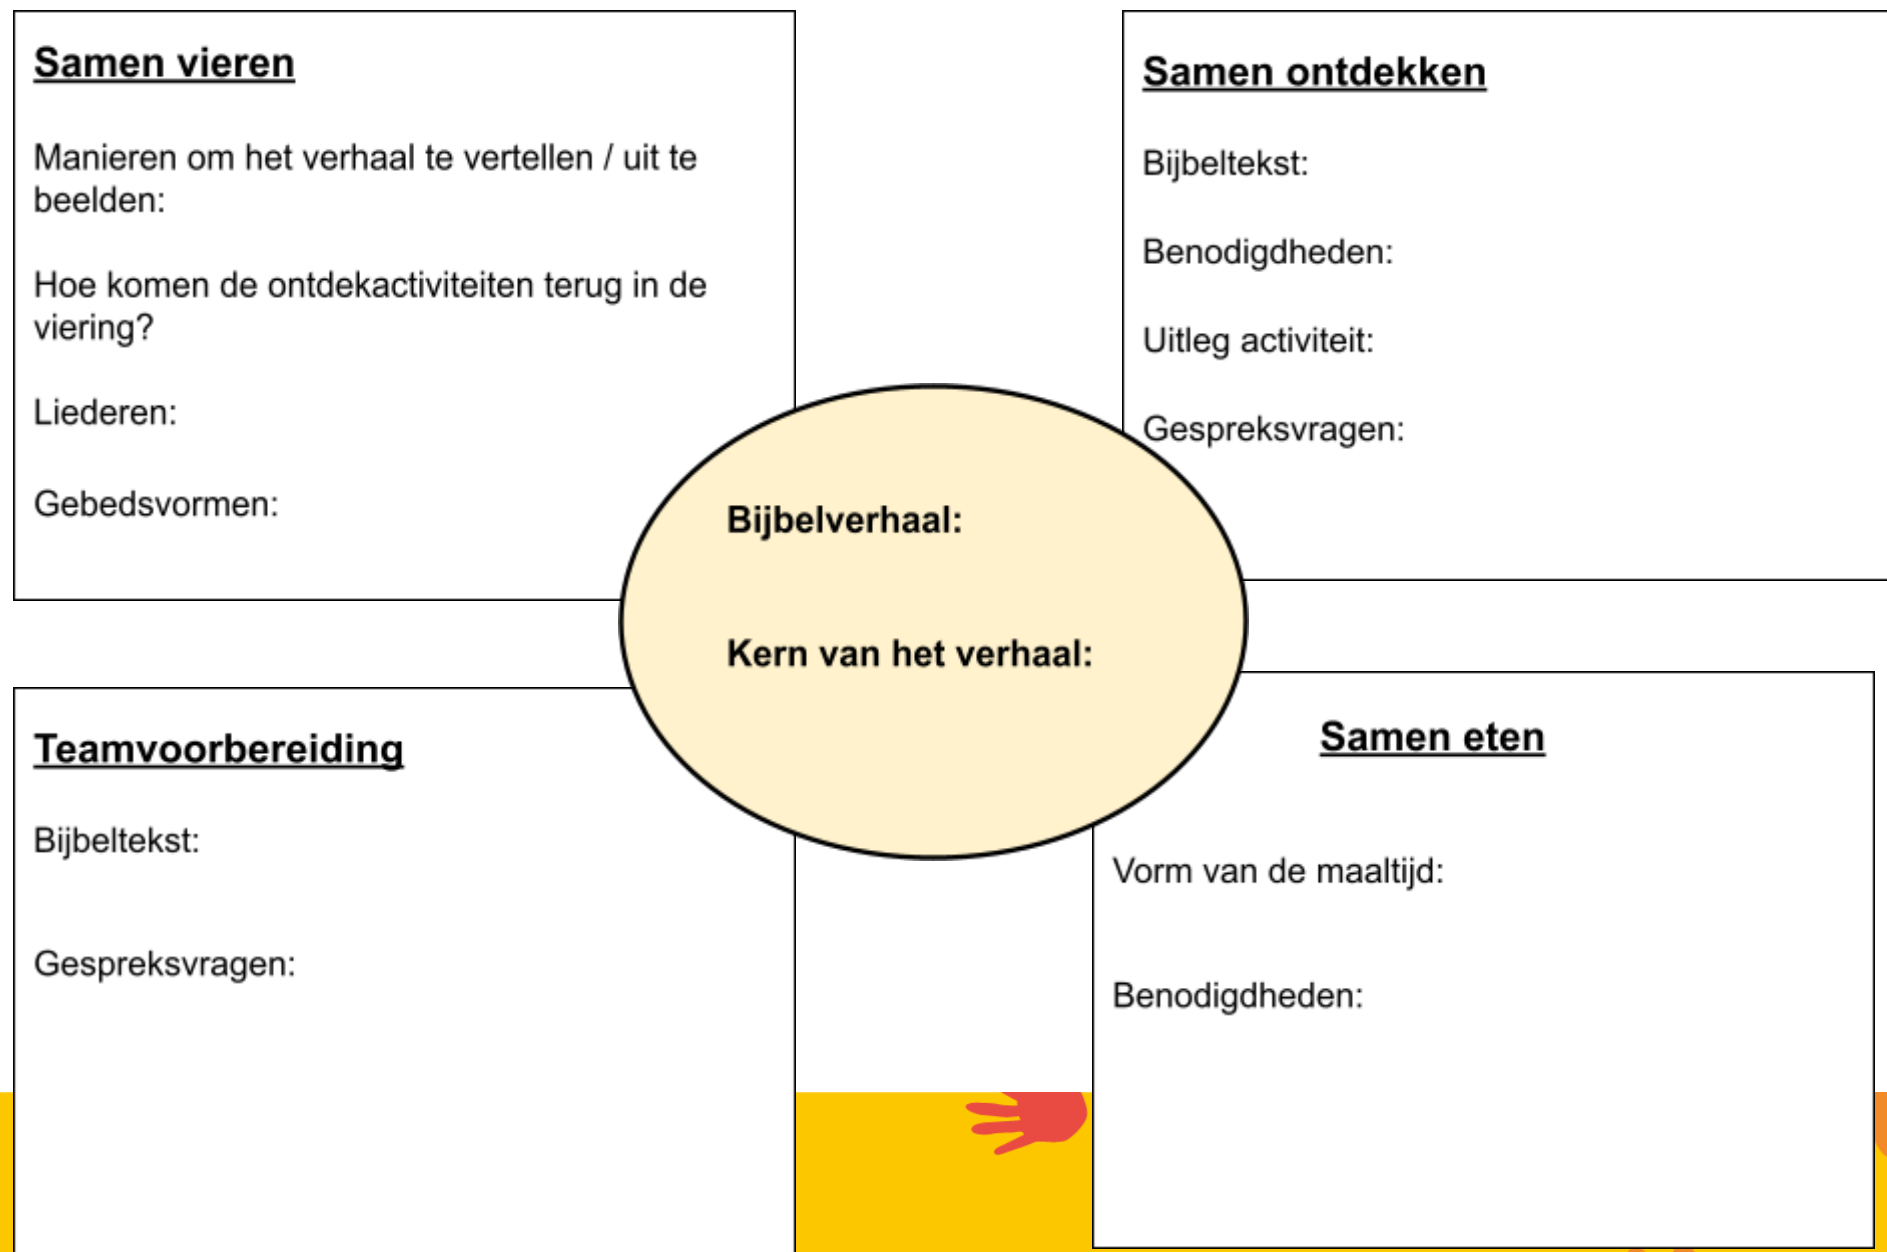 Samen vieren
Manieren om het verhaal te vertellen / uit te
beelden:
Hoe komen de ontdekactiviteiten terug in de
viering?
Liederen:
Gebedsvormen:
Samen ontdekken
Bijbeltekst:
Benodigdheden:
Uitleg activiteit:
Gespreksvragen:
Bijbelverhaal:
Kern van het verhaal:
Teamvoorbereiding
Bijbeltekst:
Gespreksvragen:
Samen eten
Vorm van de maaltijd:
Benodigdheden: